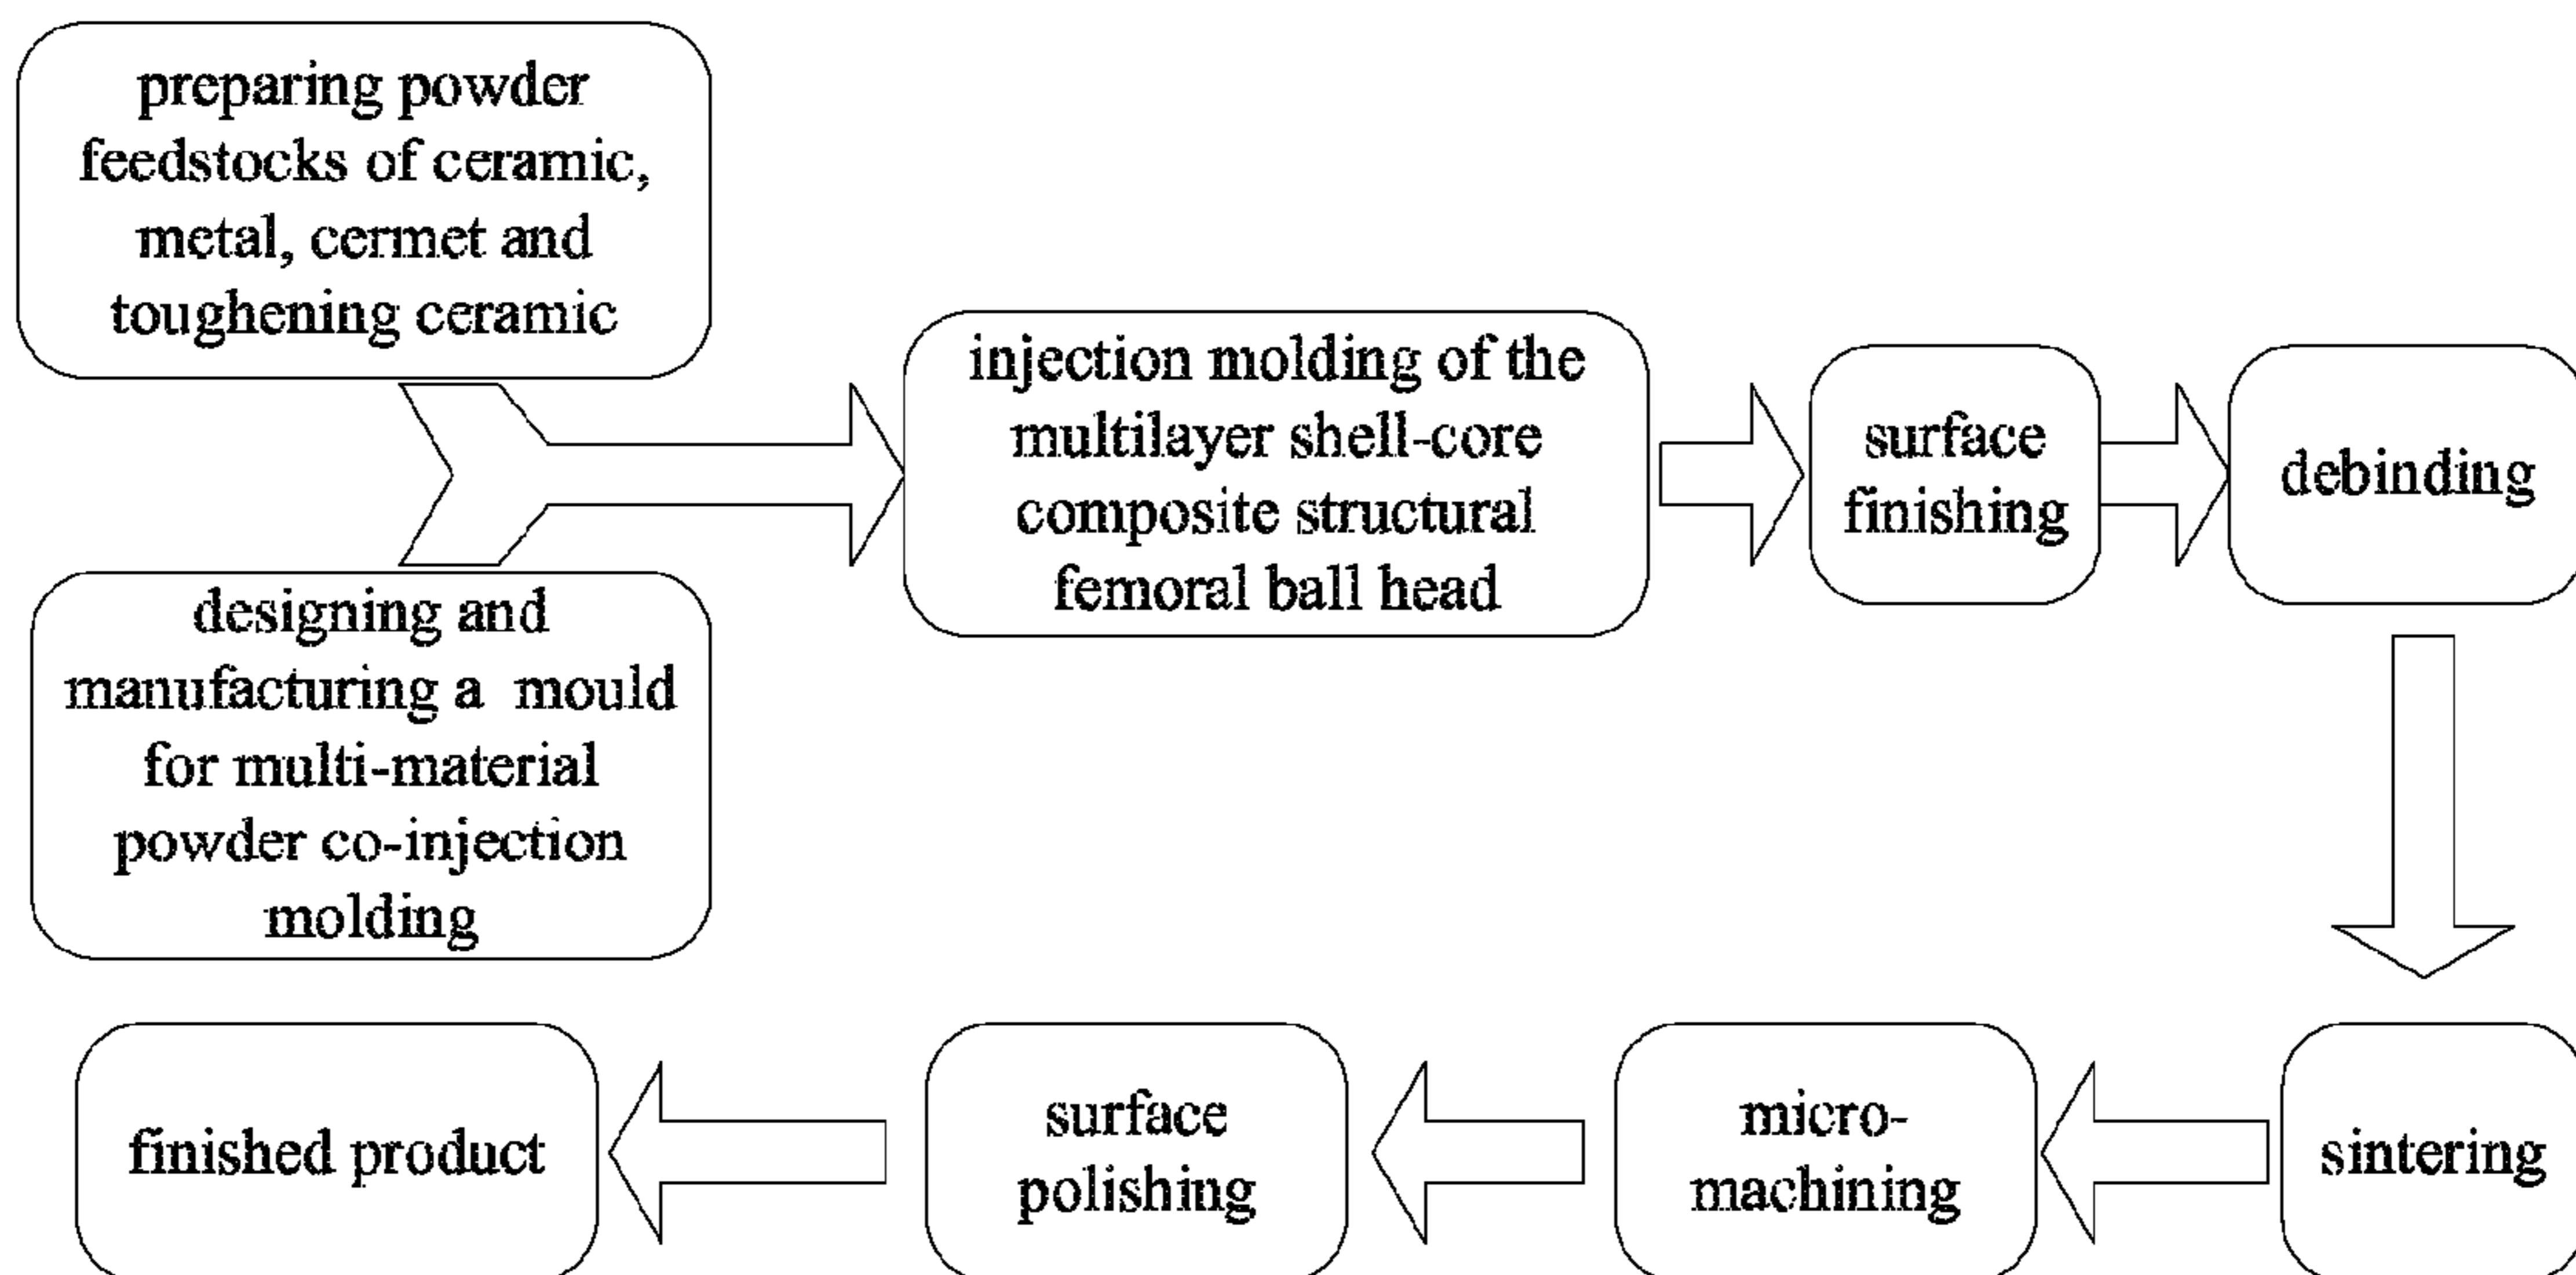 preparing powder
feedstocks of ceramic,
metal, cermet and
toughening ceramic
designing and
manufacturing a mould
for multi-material
powder co-injection
molding
injection molding of the
multilayer shell-core
composite structural
femoral ball head
surface
finishing
debinding
sintering
micro-
machining
surface
polishing
finished product